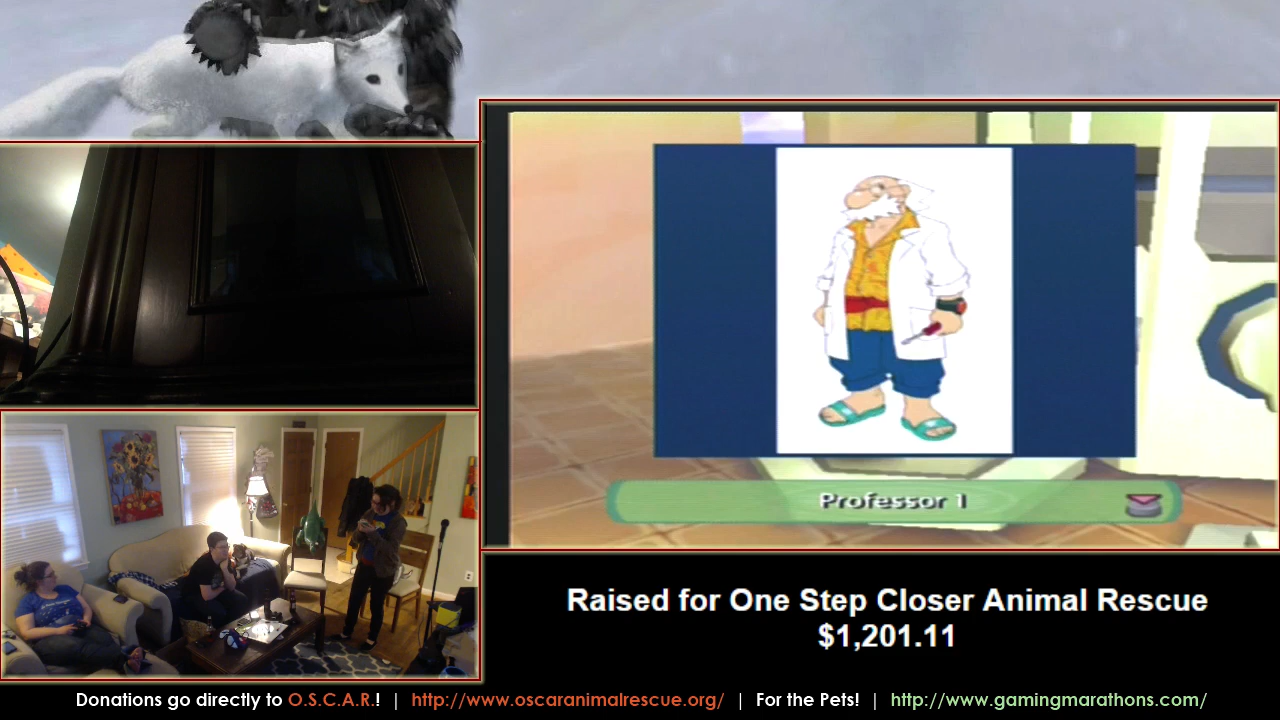 Professor 1
Raised for One Step Closer Animal Rescue
$1,201.11
Donations go directly to O.S.C.A.R.! | http://www.oscaranimalrescue.org/ | For the Pets! | http://www.gamingmarathons.com/